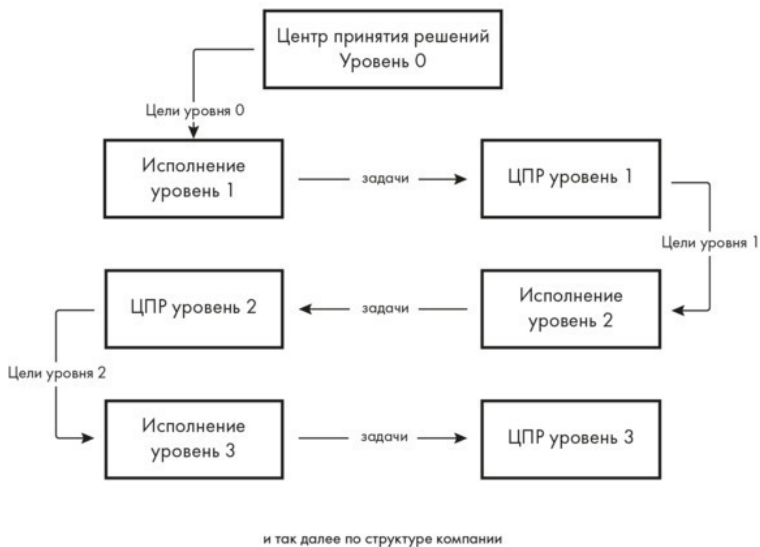 Центр принятия решений
Уровень 0
Цели уровня 0
Исполнение
уровень 1
задачи
ЦПР уровень 1
Цели уровня 1
ЦПР уровень 2
задачи
Исполнение
уровень 2
Цели уровня 2
Исполнение
уровень 3
задачи
ЦПР уровень 3
и так далее по структуре компании